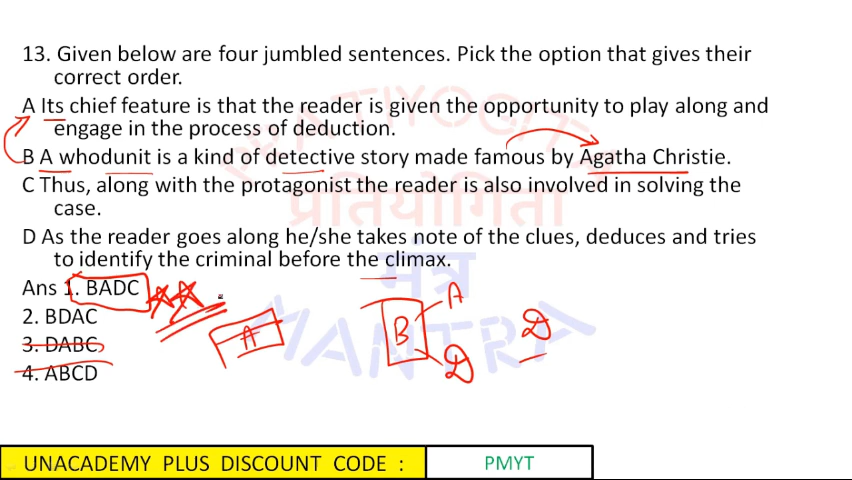 13. Given below are four jumbled sentences. Pick the option that gives their
correct order.
A Its chief feature is that the reader is given the opportunity to play along and
engage in the process of deduction.
B A whodunit is a kind of detective story made famous by Agatha Christie.
C Thus, along with the protagonist the reader is also involved in solving the
case.
D As the reader goes along he/she takes note of the clues, deduces and tries
to identify the criminal before the climax.
Ans 1. BADC
2. BDAC
3. DABC
4. ABCD
A
B
A
D
D
PRATIYOGITA
प्रतियोगिता
मंत्र
MANTRA
UNACADEMY PLUS DISCOUNT CODE :
PMYT